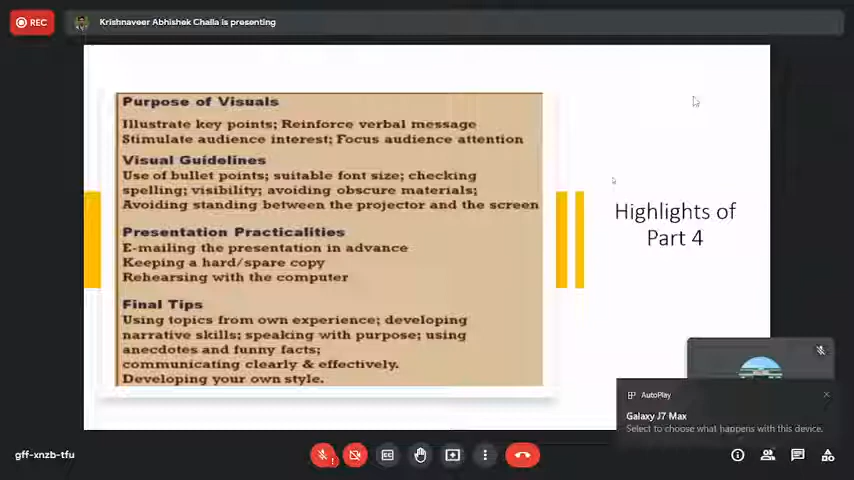 REC
Krishnaveer Abhishek Challa is presenting
Purpose of Visuals
Illustrate key points; Reinforce verbal message
Stimulate audience interest; Focus audience attention
Visual Guidelines
Use of bullet points; suitable font size; checking
spelling; visibility; avoiding obscure materials;
Avoiding standing between the projector and the screen
Presentation Practicalities
E-mailing the presentation in advance
Keeping a hard/spare copy
Rehearsing with the computer
Final Tips
Using topics from own experience; developing
narrative skills; speaking with purpose; using
anecdotes and funny facts;
communicating clearly & effectively.
Developing your own style.
Highlights of
Part 4
AutoPlay
Galaxy J7 Max
Select to choose what happens with this device.
gff-xnzb-tfu
CC